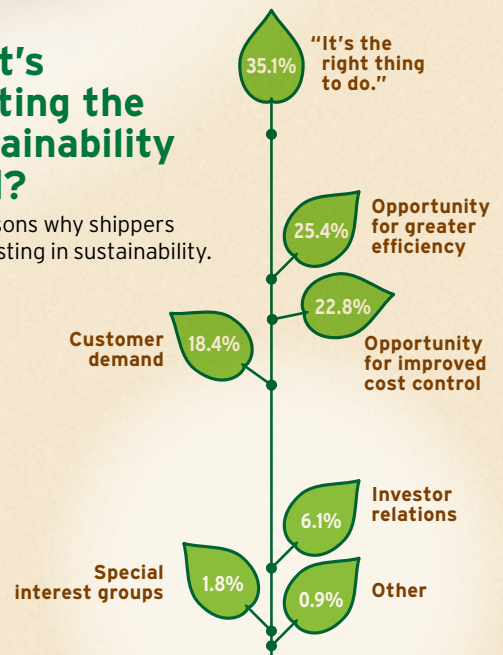 t's
ting the
ainability
?
sons why shippers
sting in sustainability.
35.1%
“It’s the
right thing
to do.”
25.4%
Opportunity
for greater
efficiency
22.8%
Opportunity
for improved
cost control
18.4%
Customer
demand
6.1%
Investor
relations
1.8%
Special
interest groups
0.9%
Other